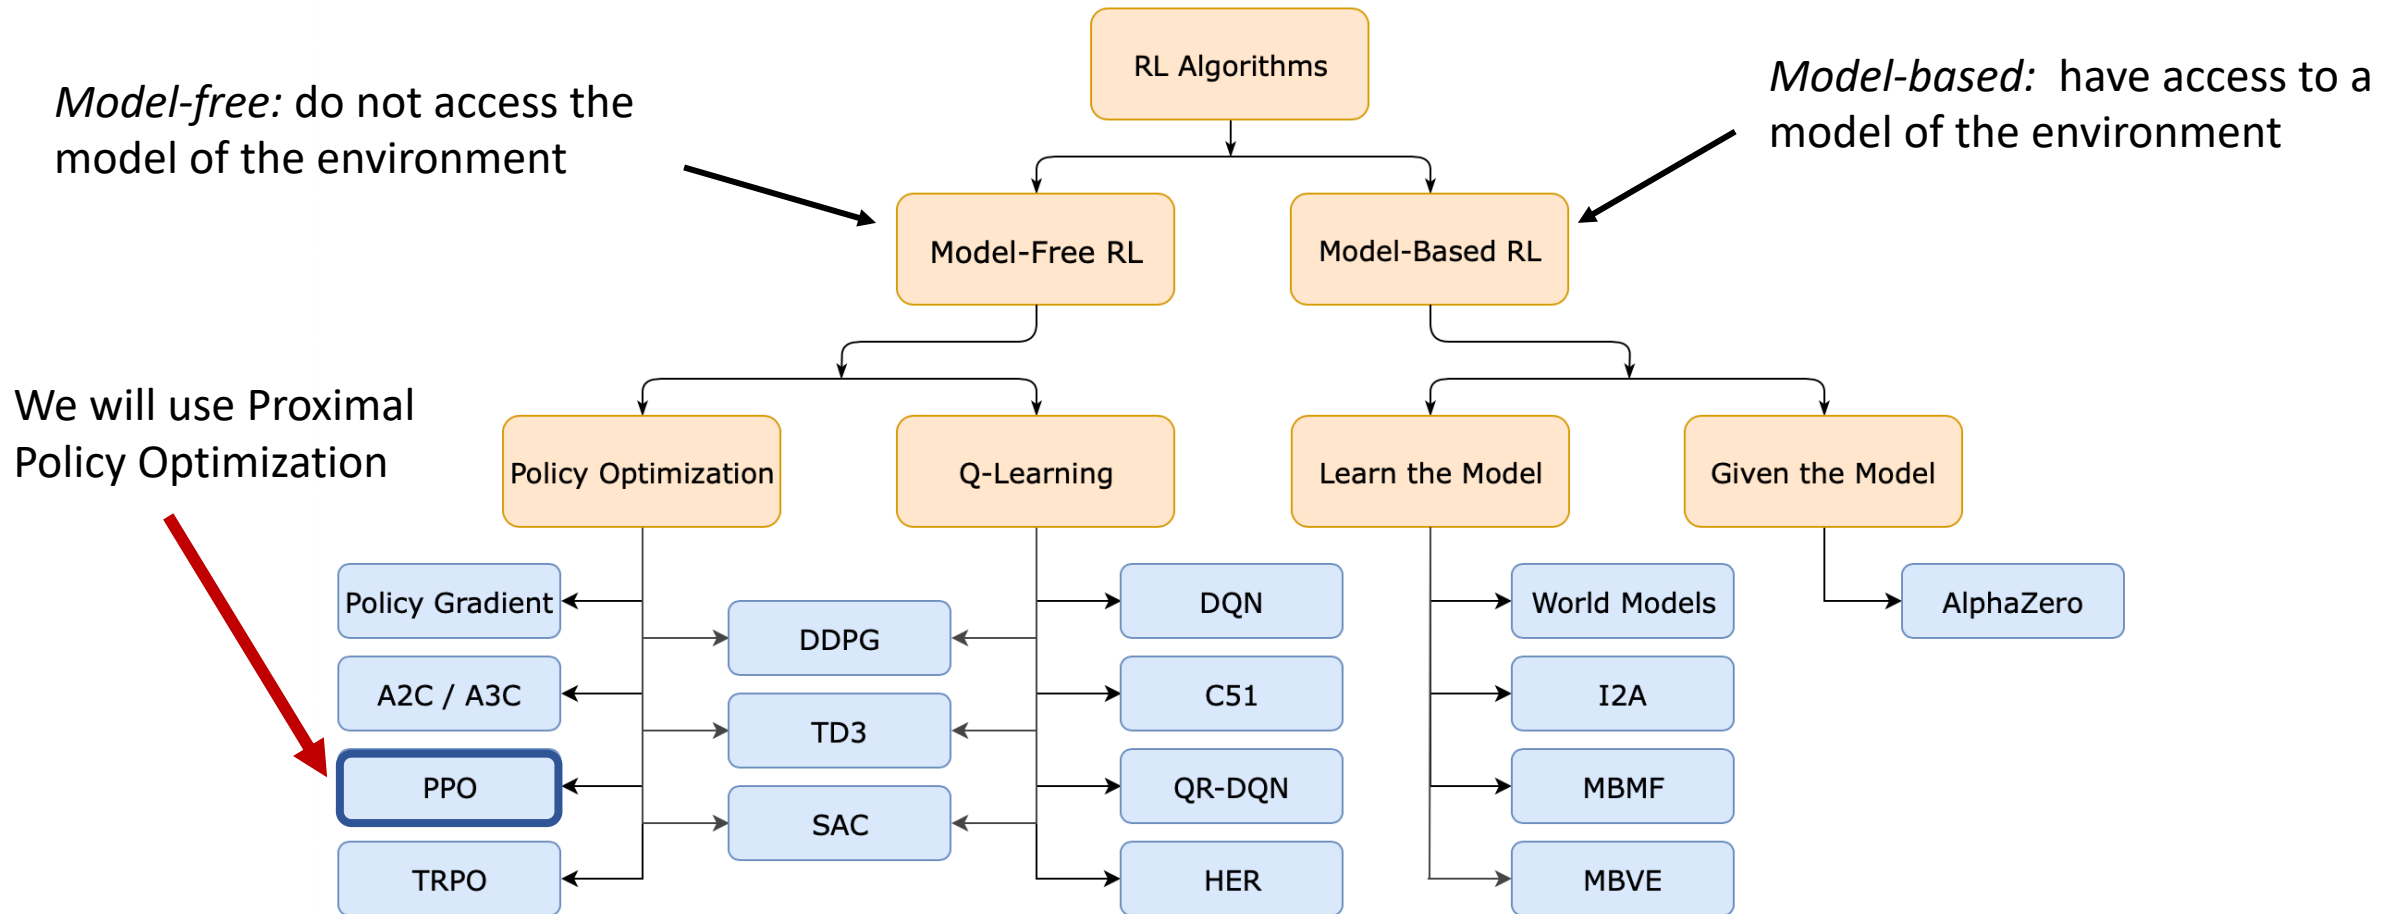 RL Algorithms
Model-free: do not access the
model of the environment
Model-based: have access to a
model of the environment
Model-Free RL
Model-Based RL
We will use Proximal
Policy Optimization
Policy Optimization
Q-Learning
Learn the Model
Given the Model
Policy Gradient
DDPG
DQN
World Models
AlphaZero
A2C / A3C
TD3
C51
I2A
PPO
SAC
QR-DQN
MBMF
TRPO
HER
MBVE